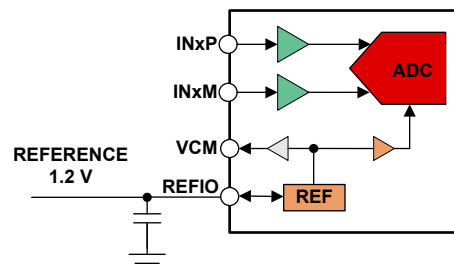 INxP
INxM
ADC
VCM
REFERENCE
1.2 V
REFIO
REF